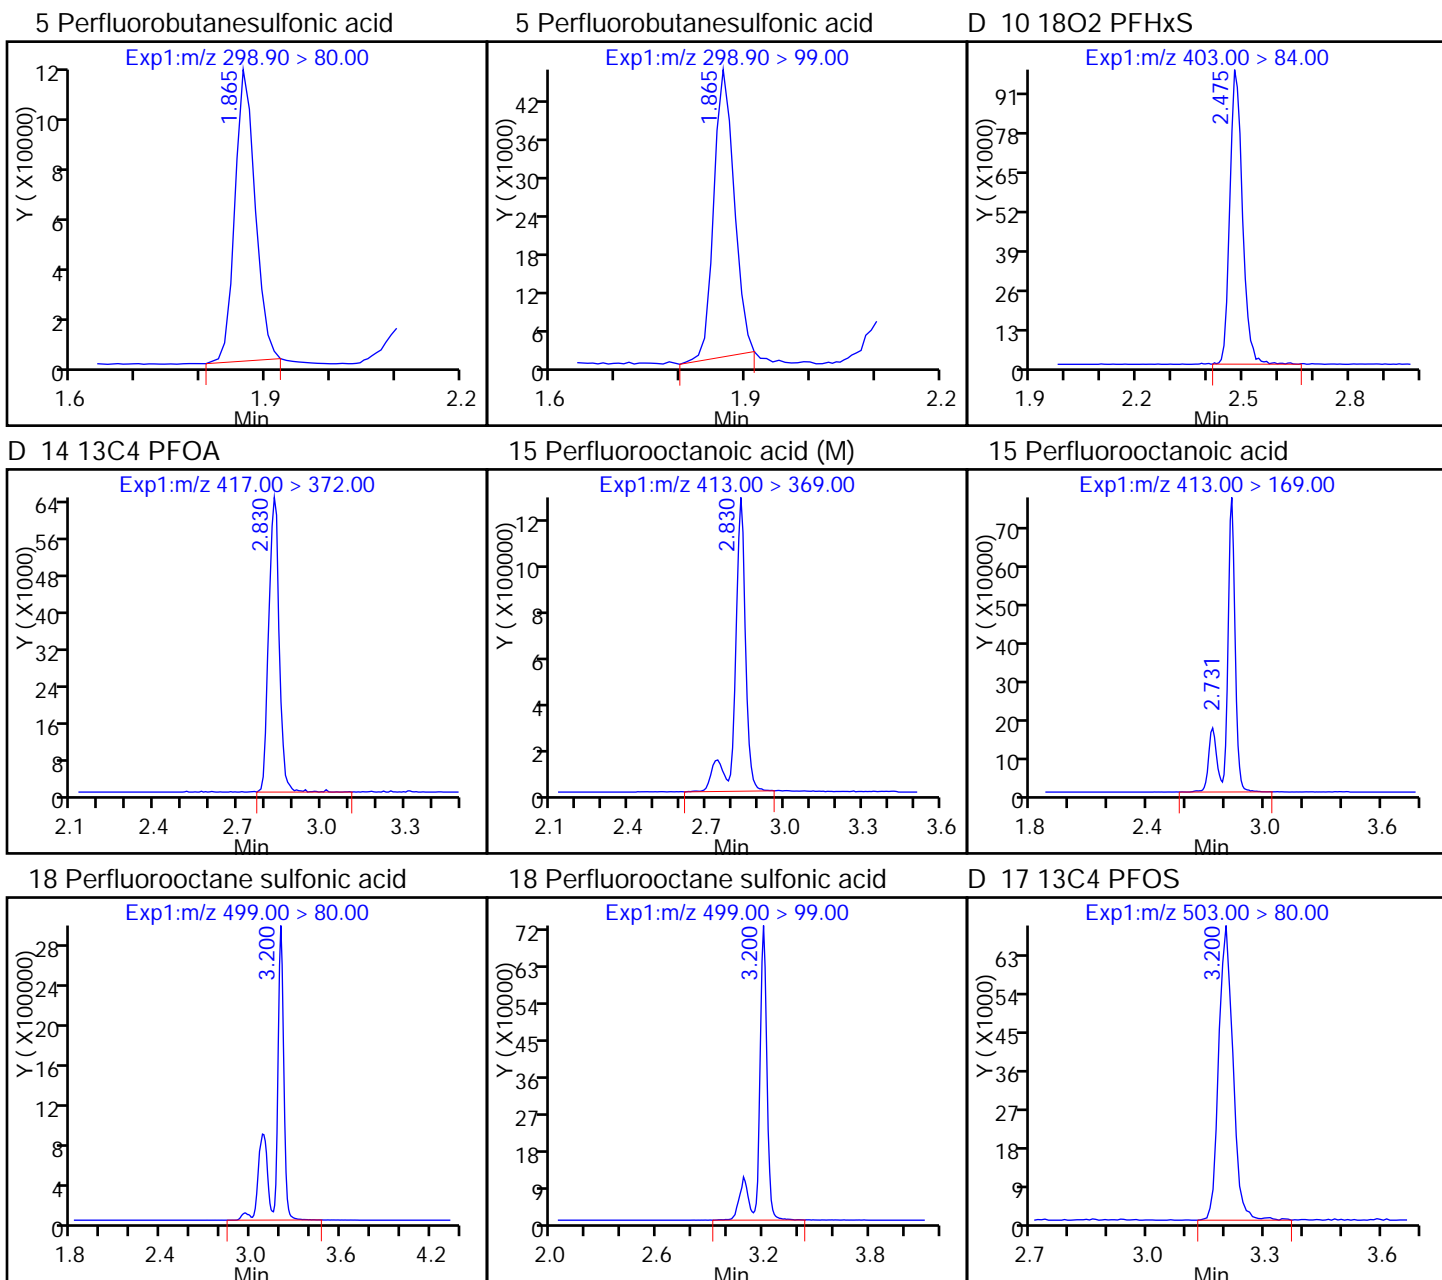 5 Perfluorobutanesulfonic acid
Exp1:m/z 298.90 > 80.00
1.865
Y ( X10000)
12
10
8
6
4
2
0
1.6 1.9 2.2
Min
5 Perfluorobutanesulfonic acid
Exp1:m/z 298.90 > 99.00
1.865
Y ( X1000)
42
36
30
24
18
12
6
0
1.6 1.9 2.2
Min
D 10 18O2 PFHxS
Exp1:m/z 403.00 > 84.00
2.475
Y ( X1000)
91
78
65
52
39
26
13
0
1.9 2.2 2.5 2.8
Min
D 14 13C4 PFOA
Exp1:m/z 417.00 > 372.00
2.830
Y ( X1000)
64
56
48
40
32
24
16
8
0
2.1 2.4 2.7 3.0 3.3
Min
15 Perfluorooctanoic acid (M)
Exp1:m/z 413.00 > 369.00
2.830
Y ( X100000)
12
10
8
6
4
2
0
2.1 2.4 2.7 3.0 3.3 3.6
Min
15 Perfluorooctanoic acid
Exp1:m/z 413.00 > 169.00
2.731
Y ( X10000)
70
60
50
40
30
20
10
0
1.8 2.4 3.0 3.6
Min
18 Perfluorooctane sulfonic acid
Exp1:m/z 499.00 > 80.00
3.200
Y ( X100000)
28
24
20
16
12
8
4
0
1.8 2.4 3.0 3.6 4.2
Min
18 Perfluorooctane sulfonic acid
Exp1:m/z 499.00 > 99.00
3.200
Y ( X10000)
72
63
54
45
36
27
18
9
0
2.0 2.6 3.2 3.8
Min
D 17 13C4 PFOS
Exp1:m/z 503.00 > 80.00
3.200
Y ( X1000)
63
54
45
36
27
18
9
0
2.7 3.0 3.3 3.6
Min